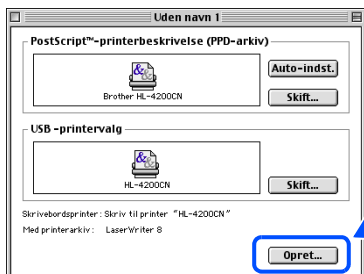 Uden navn 1
PostScript™-printerbeskrivelse (PPD-arkiv)
Auto-indst.
Brother HL-4200CN
Skift...
USB-printervalg
HL-4200CN
Skift...
Skrivebordsprinter: Skriv til printer "HL-4200CN"
Med printerarkiv: LaserWriter 8
Opret...